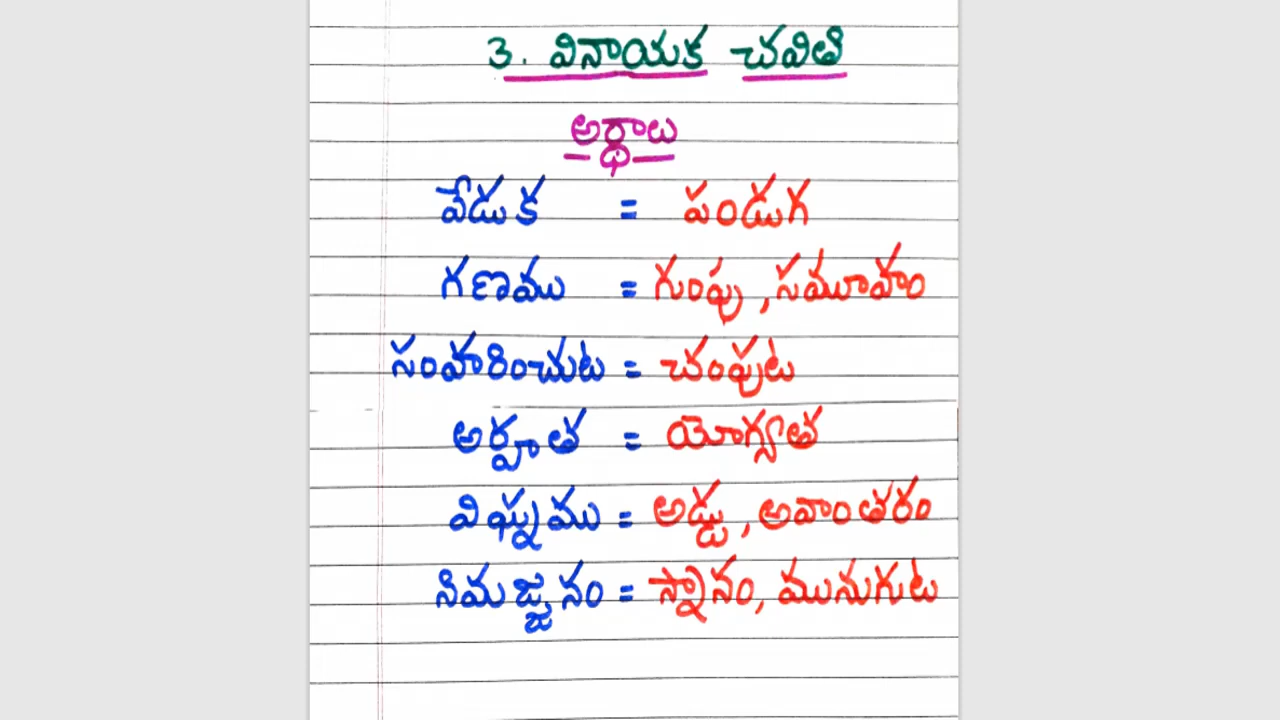 3. వినాయక చవితి
అర్థాలు
వేడుక = పండుగ
గణము = గుంపు, సమూహం
సంహరించుట = చంపుట
అర్హత = యోగ్యత
విఘ్నము = అడ్డు, అవాంతరం
నిమజ్జనం = స్నానం, మునుగుట